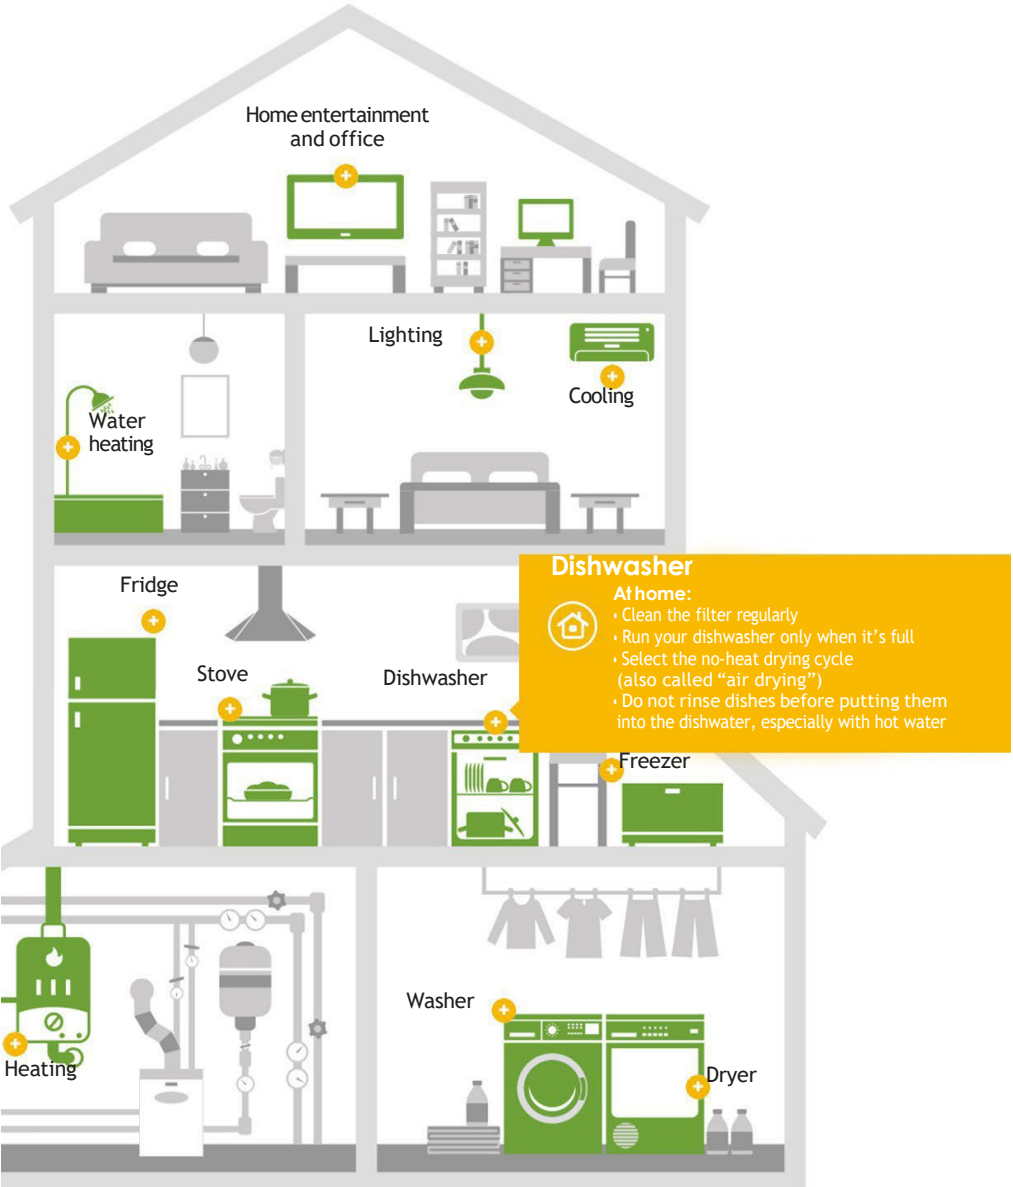 Home entertainment
and office
Lighting
Cooling
Water
heating
Fridge
Stove
Dishwasher
Dishwasher
At home:
• Clean the filter regularly
• Run your dishwasher only when it’s full
• Select the no-heat drying cycle
(also called “air drying”)
• Do not rinse dishes before putting them
into the dishwater, especially with hot water
Freezer
Washer
Heating
Dryer